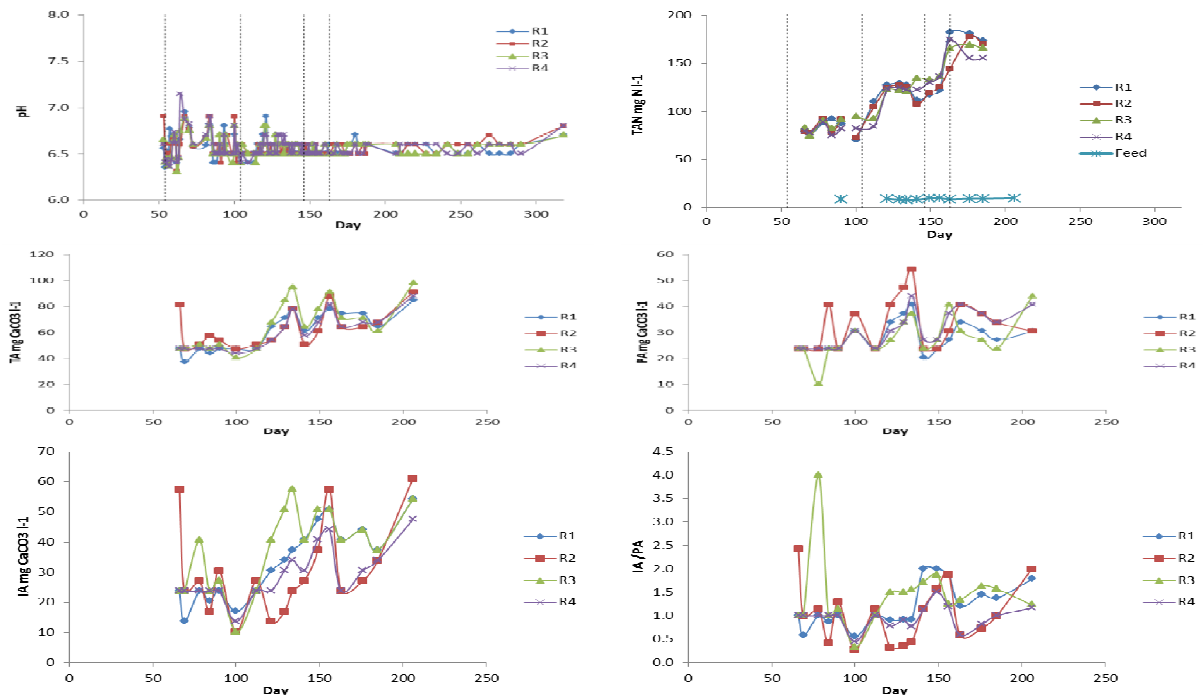 8.0
7.5
7.0
6.5
6.0
pH
0 50 100 150 200 250 300
Day
R1
R2
R3
R4
200
150
100
50
0
TAN mg N l-1
0 50 100 150 200 250 300
Day
R1
R2
R3
R4
Feed
120
100
80
60
40
20
0
TA mg CaCO3 l-1
0 50 100 150 200 250
Day
R1
R2
R3
R4
60
50
40
30
20
10
0
PA mg CaCO3 l-1
0 50 100 150 200 250
Day
R1
R2
R3
R4
70
60
50
40
30
20
10
0
IA mg CaCO3 l-1
0 50 100 150 200 250
Day
R1
R2
R3
R4
4.5
4.0
3.5
3.0
2.5
2.0
1.5
1.0
0.5
0.0
IA/PA
0 50 100 150 200 250
Day
R1
R2
R3
R4